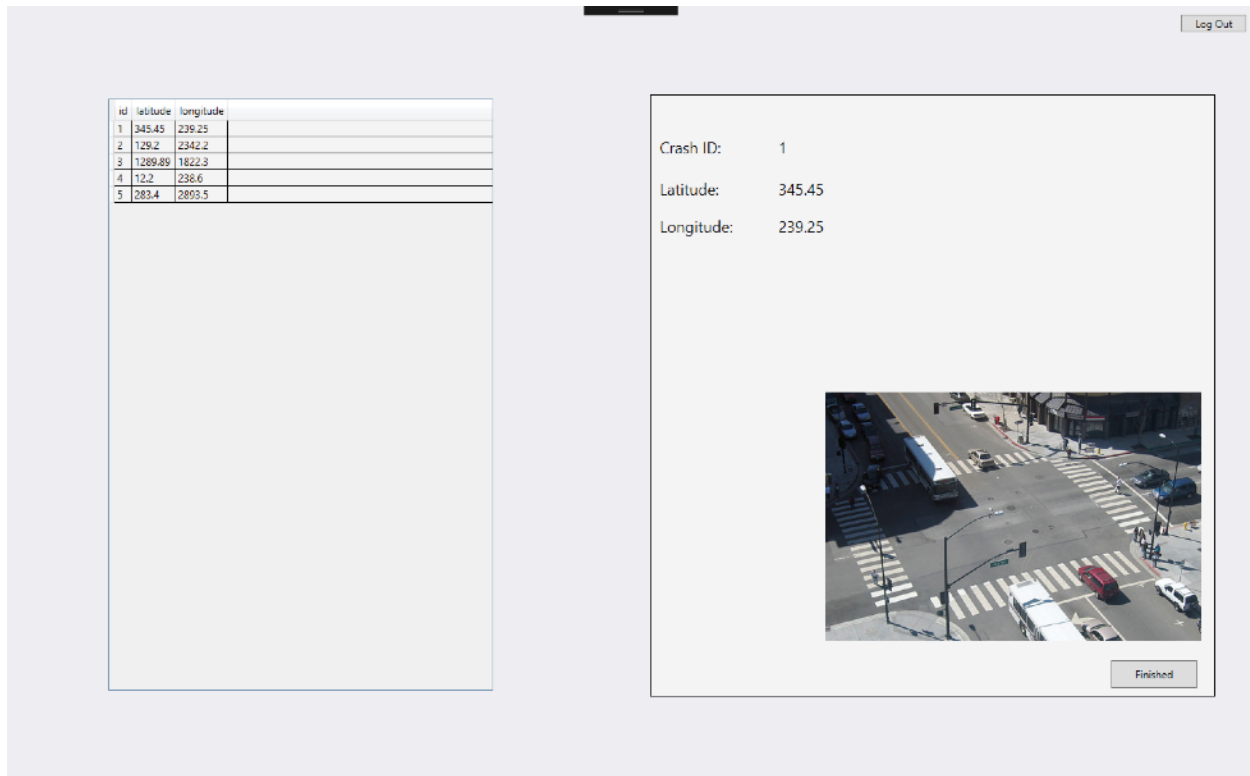 Log Out
id latitude longitude
1 345.45 239.25
2 129.2 2342.2
3 1289.89 1822.3
4 12.2 238.6
5 283.4 2893.5
Crash ID: 1
Latitude: 345.45
Longitude: 239.25
Finished